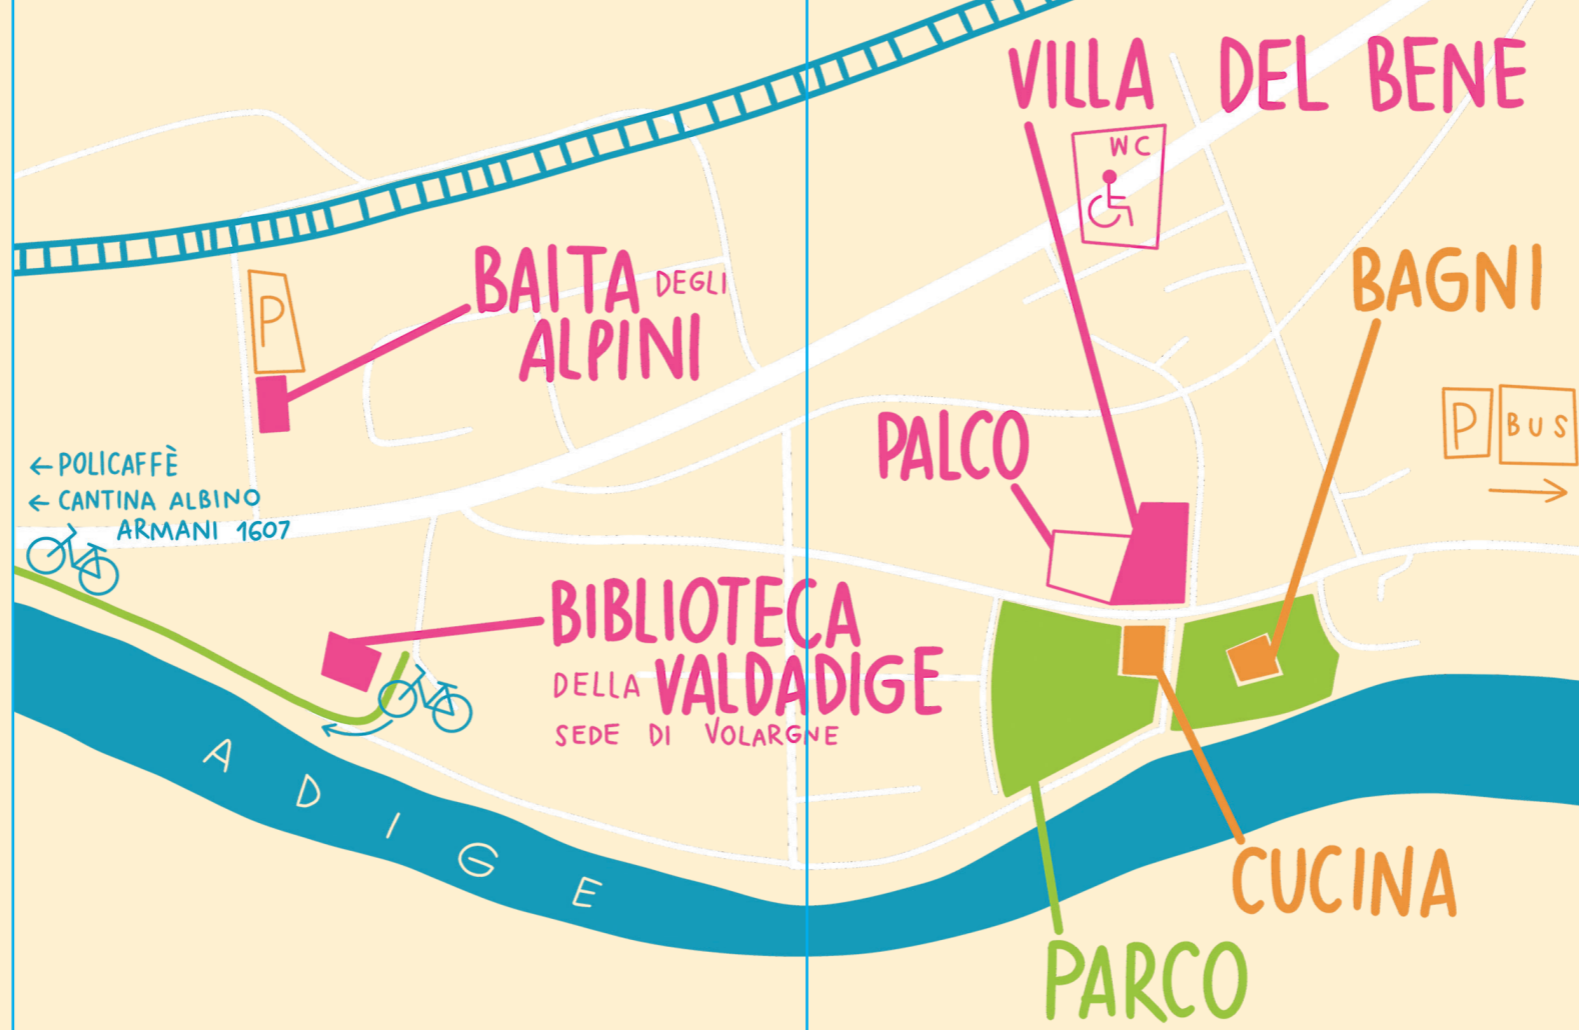 VILLA DEL BENE
WC
BAITA DEGLI
ALPINI
P
BAGNI
P BUS
PALCO
← POLICAFFÈ
← CANTINA ALBINO
ARMANI 1607
BIBLIOTECA
DELLA VALDADIGE
SEDE DI VOLARGNE
ADIGE
CUCINA
PARCO